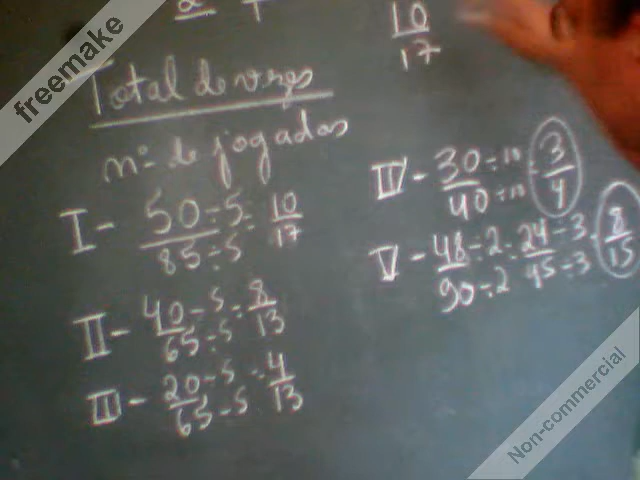 10
17
Total de vezes
nº de jogadas
I - 50 ÷ 5 = 10
85 ÷ 5 17
II - 40 ÷ 5 = 8
65 ÷ 5 13
III - 20 ÷ 5 = 4
65 ÷ 5 13
IV - 30 ÷ 10 3
40 ÷ 10 4
V - 48 ÷ 2 = 24 ÷ 3 8
90 ÷ 2 45 ÷ 3 15
freemake
Non-commercial